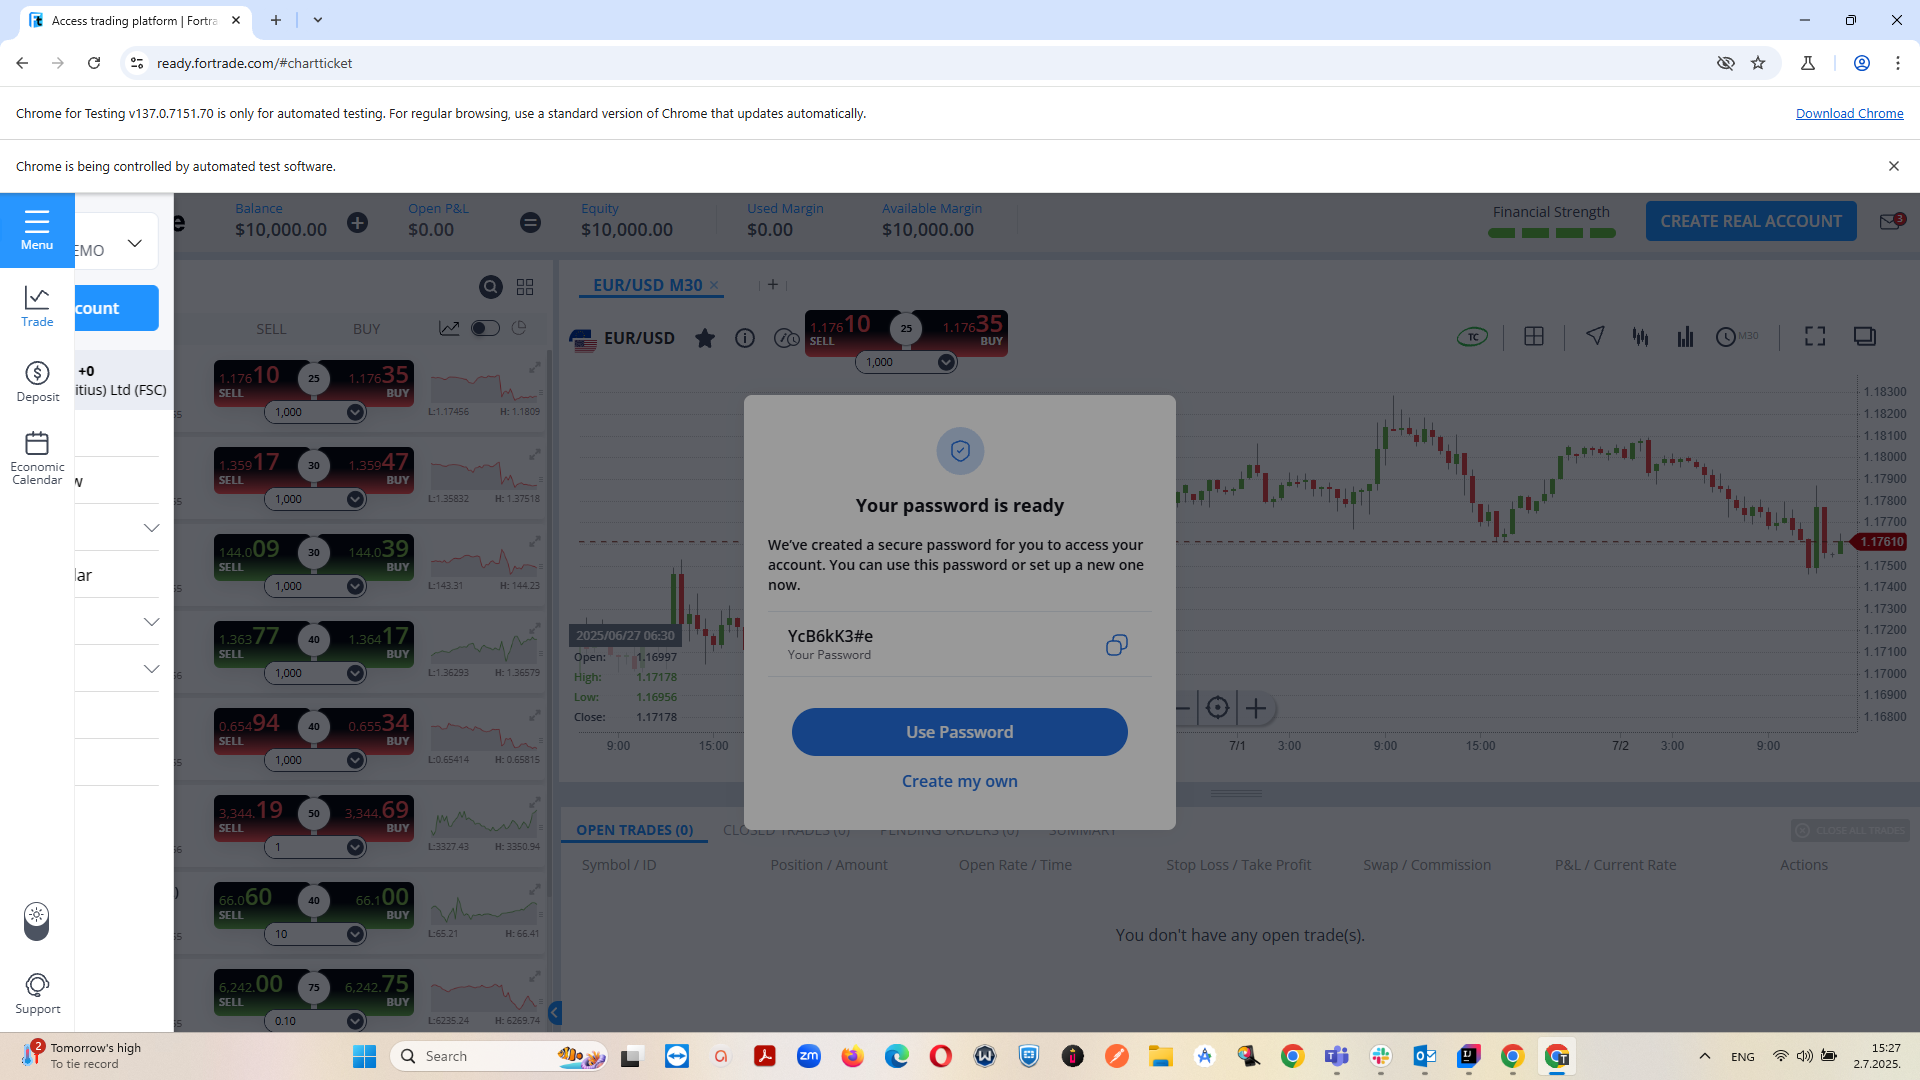 Access trading platform | Fortra
ready.fortrade.com/#chartticket
Chrome for Testing v137.0.7151.70 is only for automated testing. For regular browsing, use a standard version of Chrome that updates automatically.
Download Chrome
Chrome is being controlled by automated test software.
Menu
Trade
Deposit
Economic
Calendar
Support
EMO
count
+0
itius) Ltd (FSC)
w
lar
e
Balance
$10,000.00
Open P&L
$0.00
Equity
$10,000.00
Used Margin
$0.00
Available Margin
$10,000.00
Financial Strength
CREATE REAL ACCOUNT
3
SELL BUY
1.17610 SELL 25 1.17635 BUY
1,000
L:1.17456 H: 1.1809
1.35917 SELL 30 1.35947 BUY
1,000
L:1.35832 H: 1.37518
144.009 SELL 30 144.039 BUY
1,000
L:143.31 H: 144.23
1.36377 SELL 40 1.36417 BUY
1,000
L:1.36293 H: 1.36579
0.65494 SELL 40 0.65534 BUY
1,000
L:0.65414 H: 0.65815
3,344.19 SELL 50 3,344.69 BUY
1
L:3327.43 H: 3350.94
66.060 SELL 40 66.100 BUY
10
L:65.21 H: 66.41
6,242.00 SELL 75 6,242.75 BUY
0.10
L:6235.24 H: 6269.74
EUR/USD M30
EUR/USD
1.17610 SELL 25 1.17635 BUY
1,000
TC
M30
1.18300
1.18200
1.18100
1.18000
1.17900
1.17800
1.17700
1.17610
1.17500
1.17400
1.17300
1.17200
1.17100
1.17000
1.16900
1.16800
2025/06/27 06:30
Open: 1.16997
High: 1.17178
Low: 1.16956
Close: 1.17178
9:00 15:00 7/1 3:00 9:00 15:00 7/2 3:00 9:00
Your password is ready
We've created a secure password for you to access your
account. You can use this password or set up a new one
now.
YcB6kK3#e
Your Password
Use Password
Create my own
OPEN TRADES (0) CLOSED TRADES (0) PENDING ORDERS (0) SUMMARY
CLOSE ALL TRADES
Symbol / ID Position / Amount Open Rate / Time Stop Loss / Take Profit Swap / Commission P&L / Current Rate Actions
You don't have any open trade(s).
2
Tomorrow's high
To tie record
Search
zm
ENG
15:27
2.7.2025.